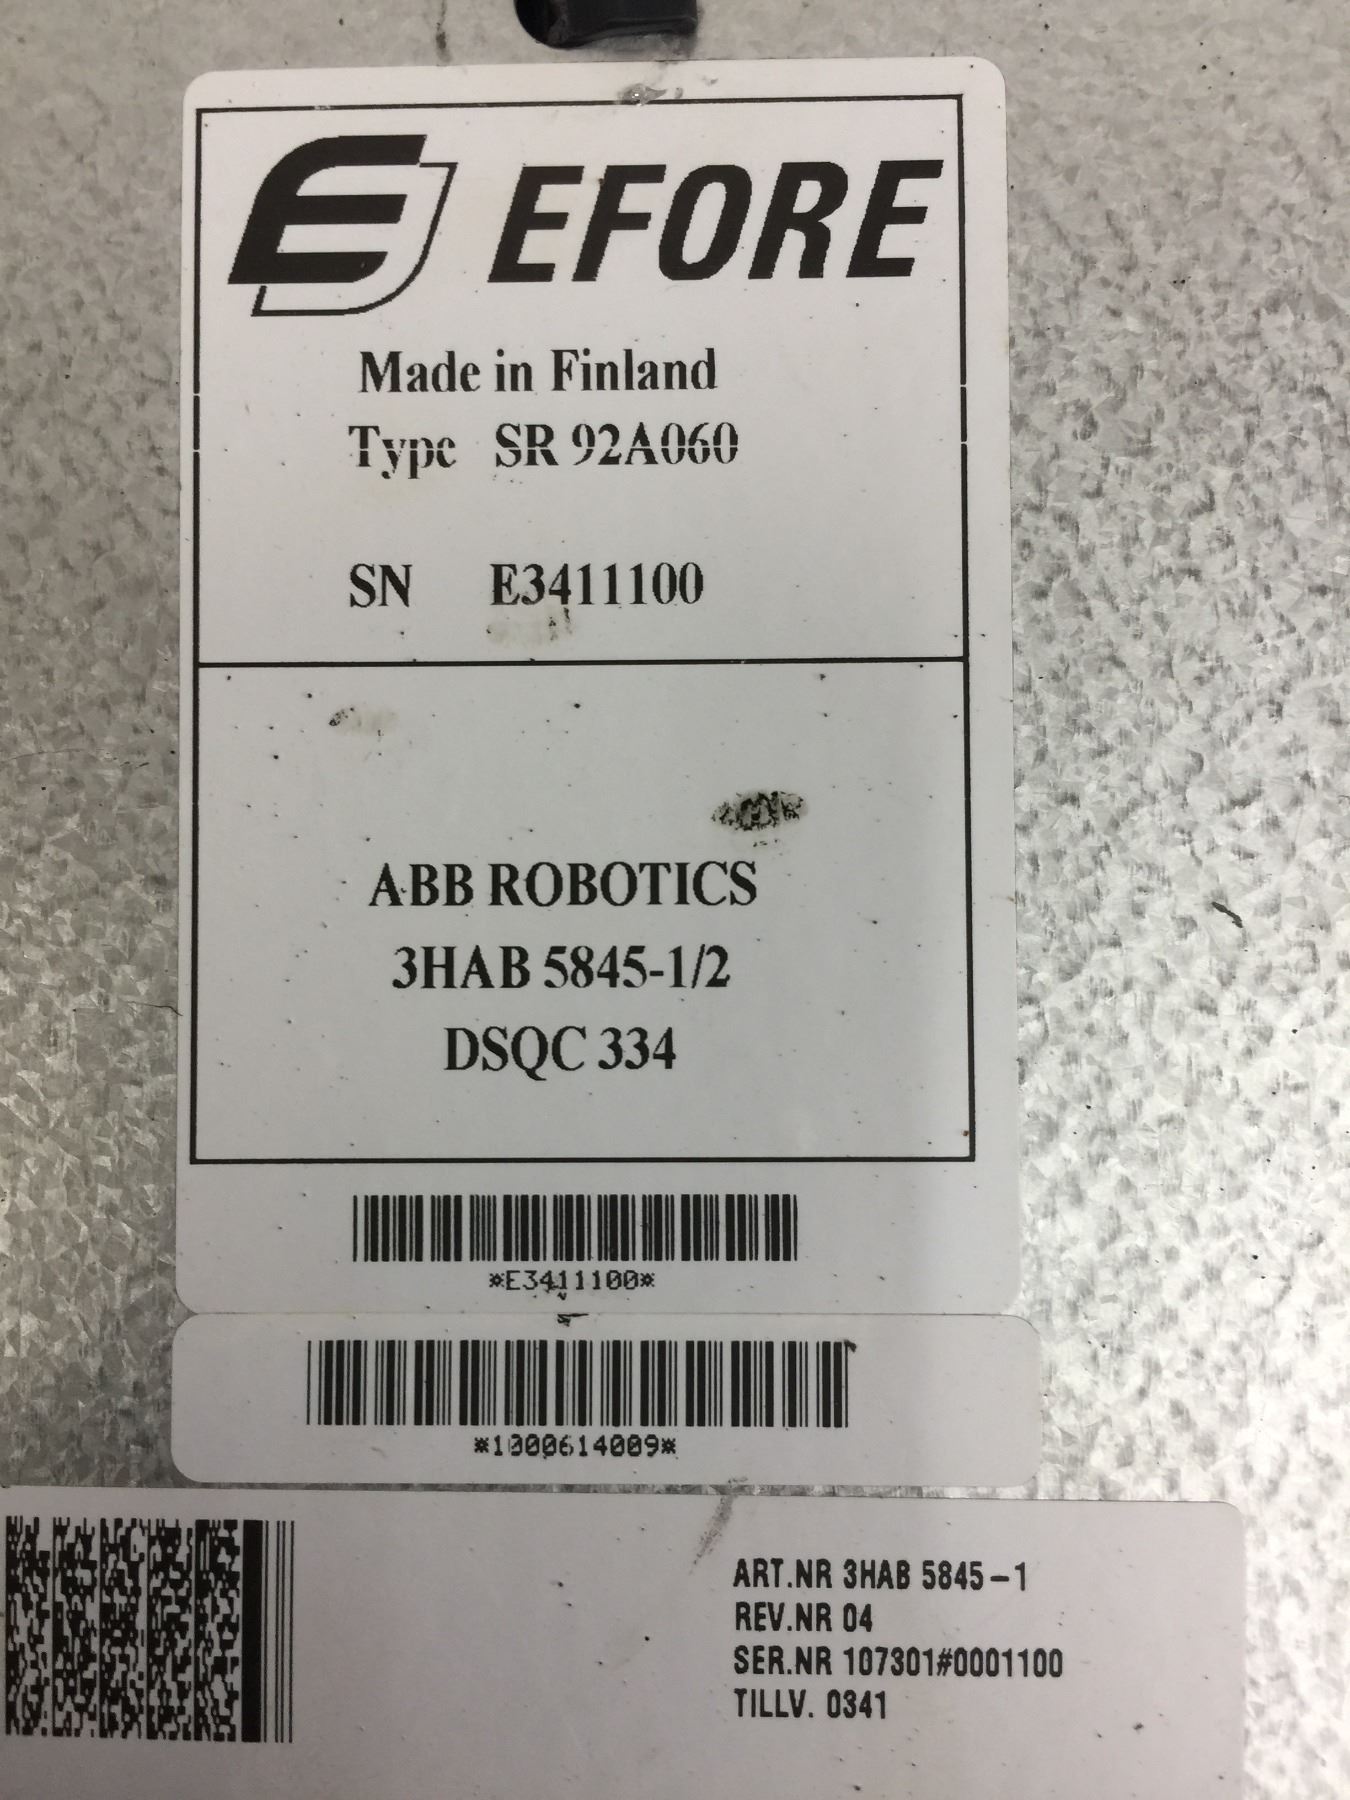 EFORE
Made in Finland
Type SR 92A060
SN E3411100
ABB ROBOTICS
3HAB 5845-1/2
DSQC 334
*E3411100*
*1000614009*
ART.NR 3HAB 5845-1
REV.NR 04
SER.NR 107301#0001100
TILLV. 0341